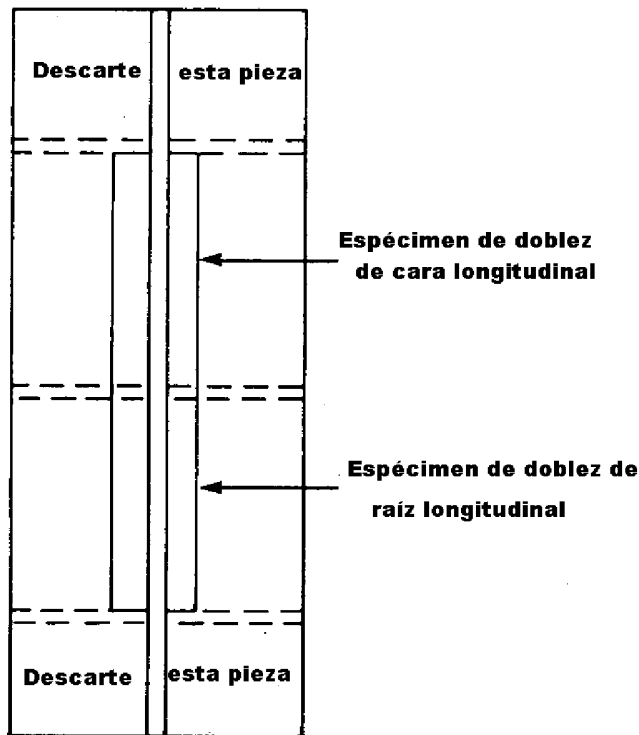 Descarte esta pieza
Espécimen de doblez
de cara longitudinal
Espécimen de doblez de
raíz longitudinal
Descarte esta pieza